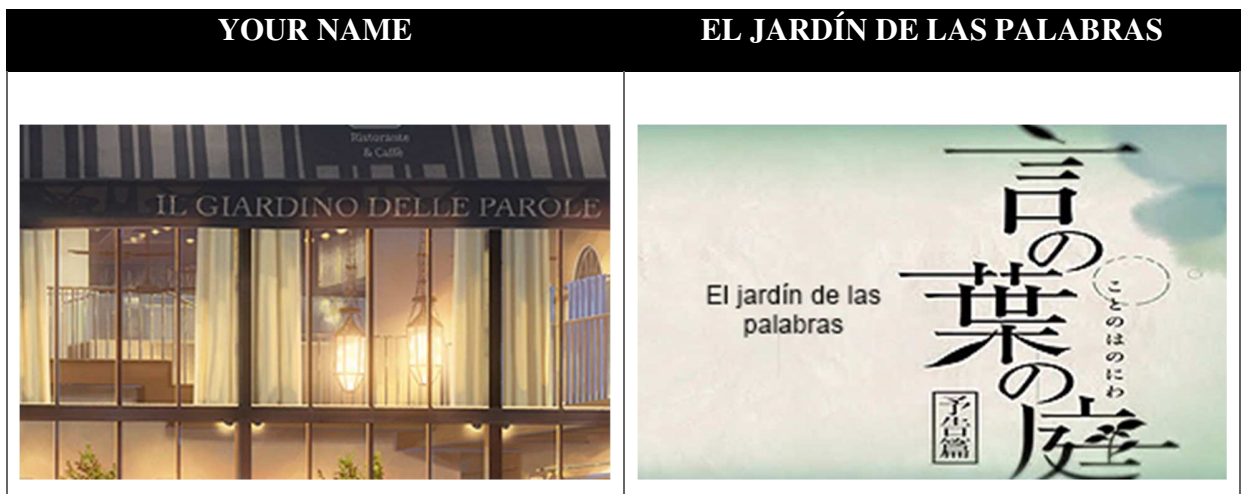 YOUR NAME
EL JARDÍN DE LAS PALABRAS
Ristorante
& Caffè
IL GIARDINO DELLE PAROLE
El jardín de las
palabras
言の葉の庭
ことのはのにわ
予告篇